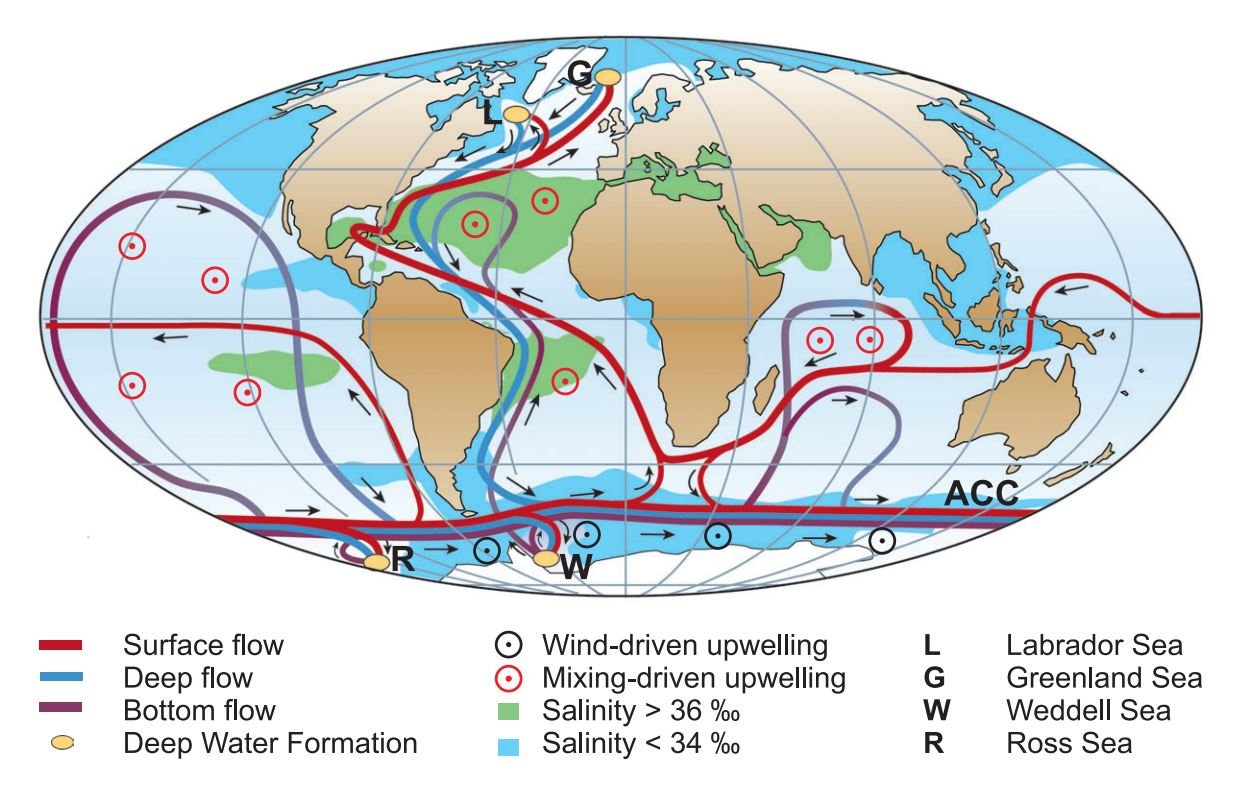 G
L
ACC
R
W
Surface flow
Deep flow
Bottom flow
Deep Water Formation
Wind-driven upwelling
Mixing-driven upwelling
Salinity > 36 ‰
Salinity < 34 ‰
L Labrador Sea
G Greenland Sea
W Weddell Sea
R Ross Sea